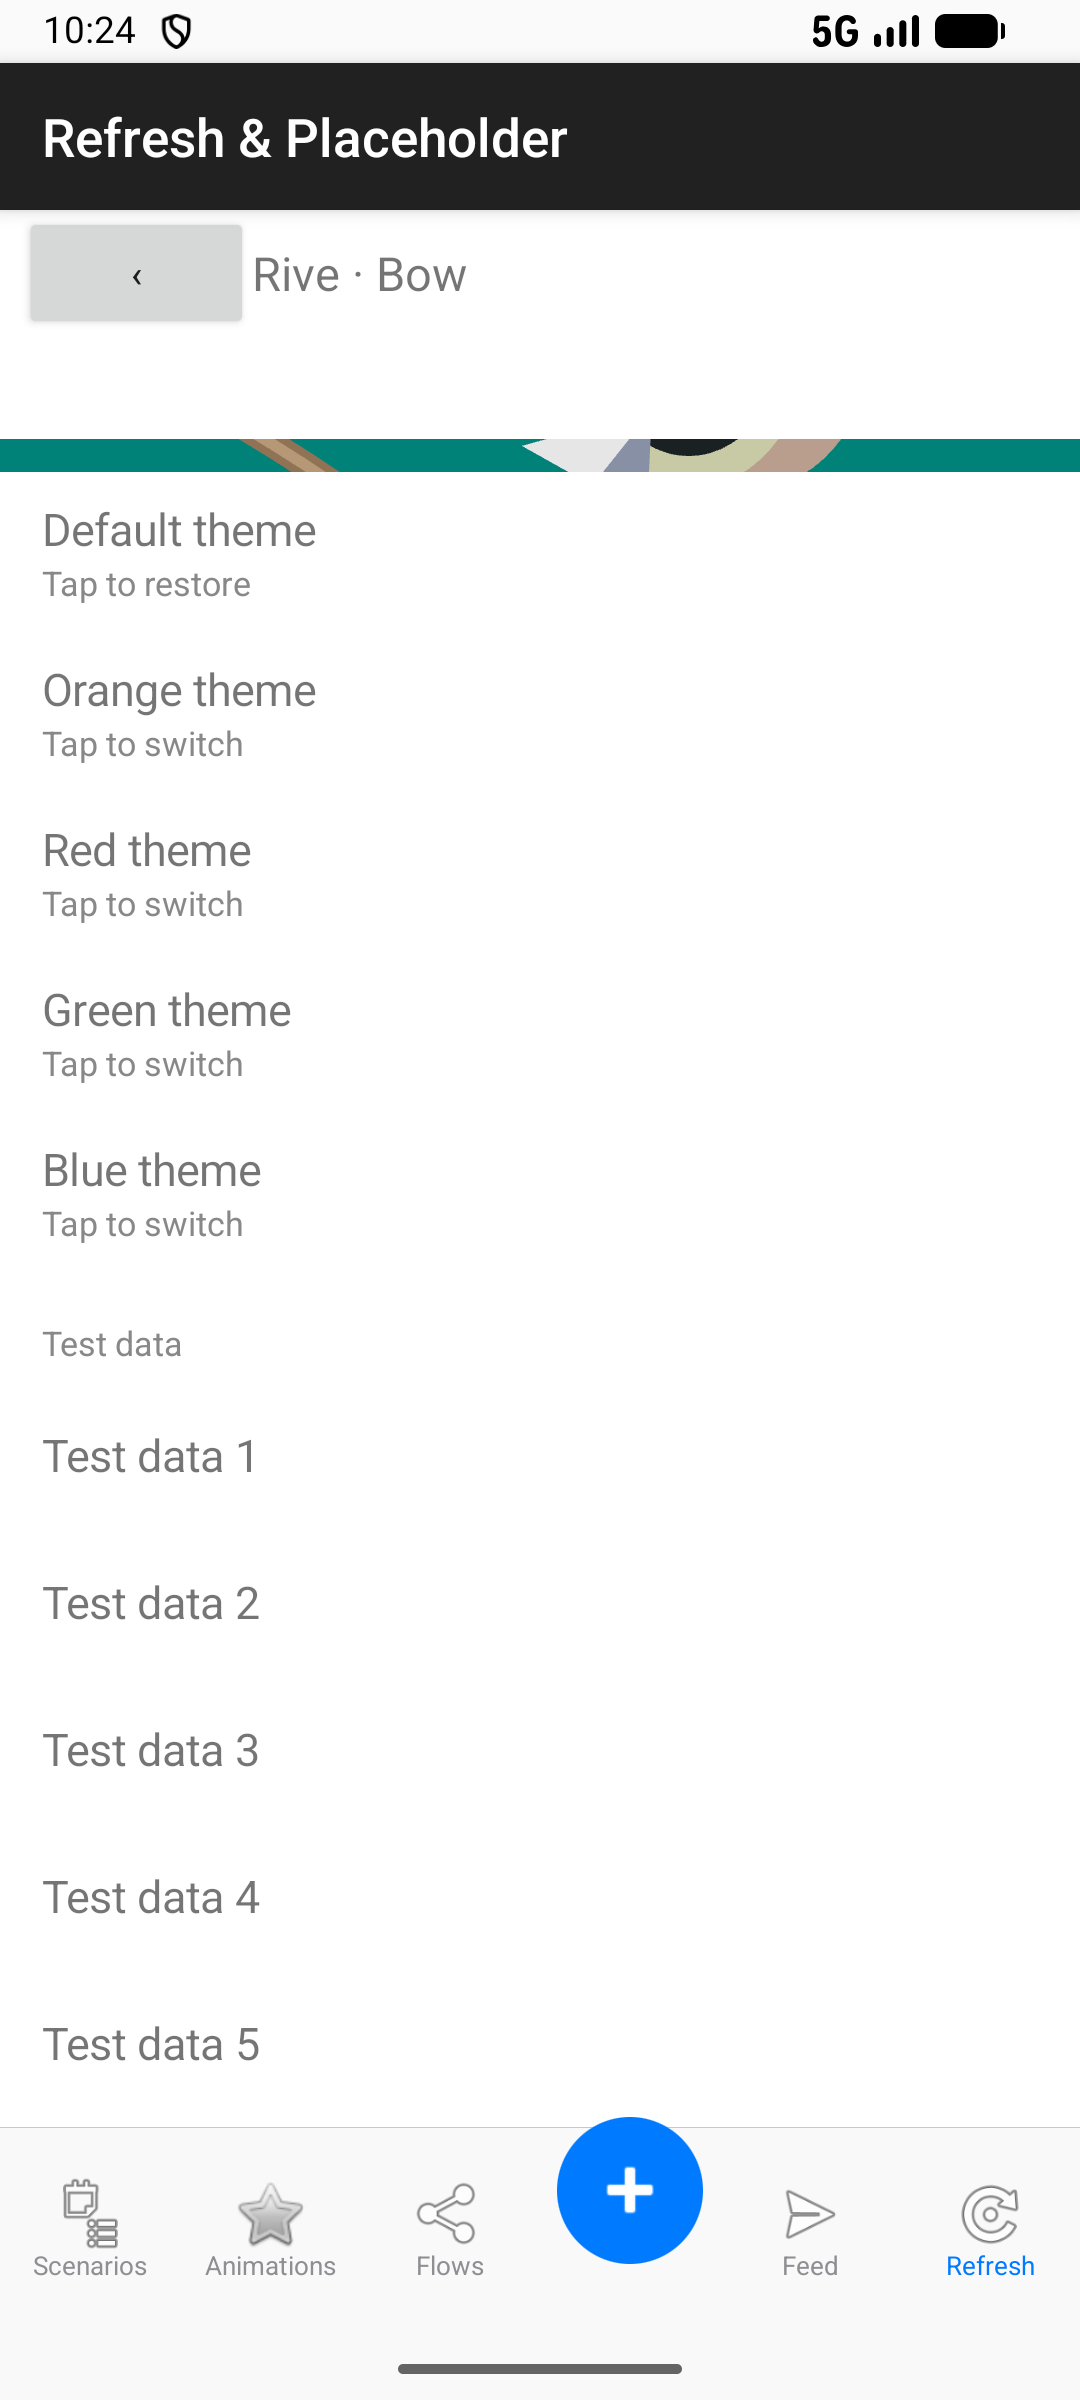 10:24
5G
Refresh & Placeholder
‹
Rive · Bow
Default theme
Tap to restore
Orange theme
Tap to switch
Red theme
Tap to switch
Green theme
Tap to switch
Blue theme
Tap to switch
Test data
Test data 1
Test data 2
Test data 3
Test data 4
Test data 5
Scenarios
Animations
Flows
Feed
Refresh